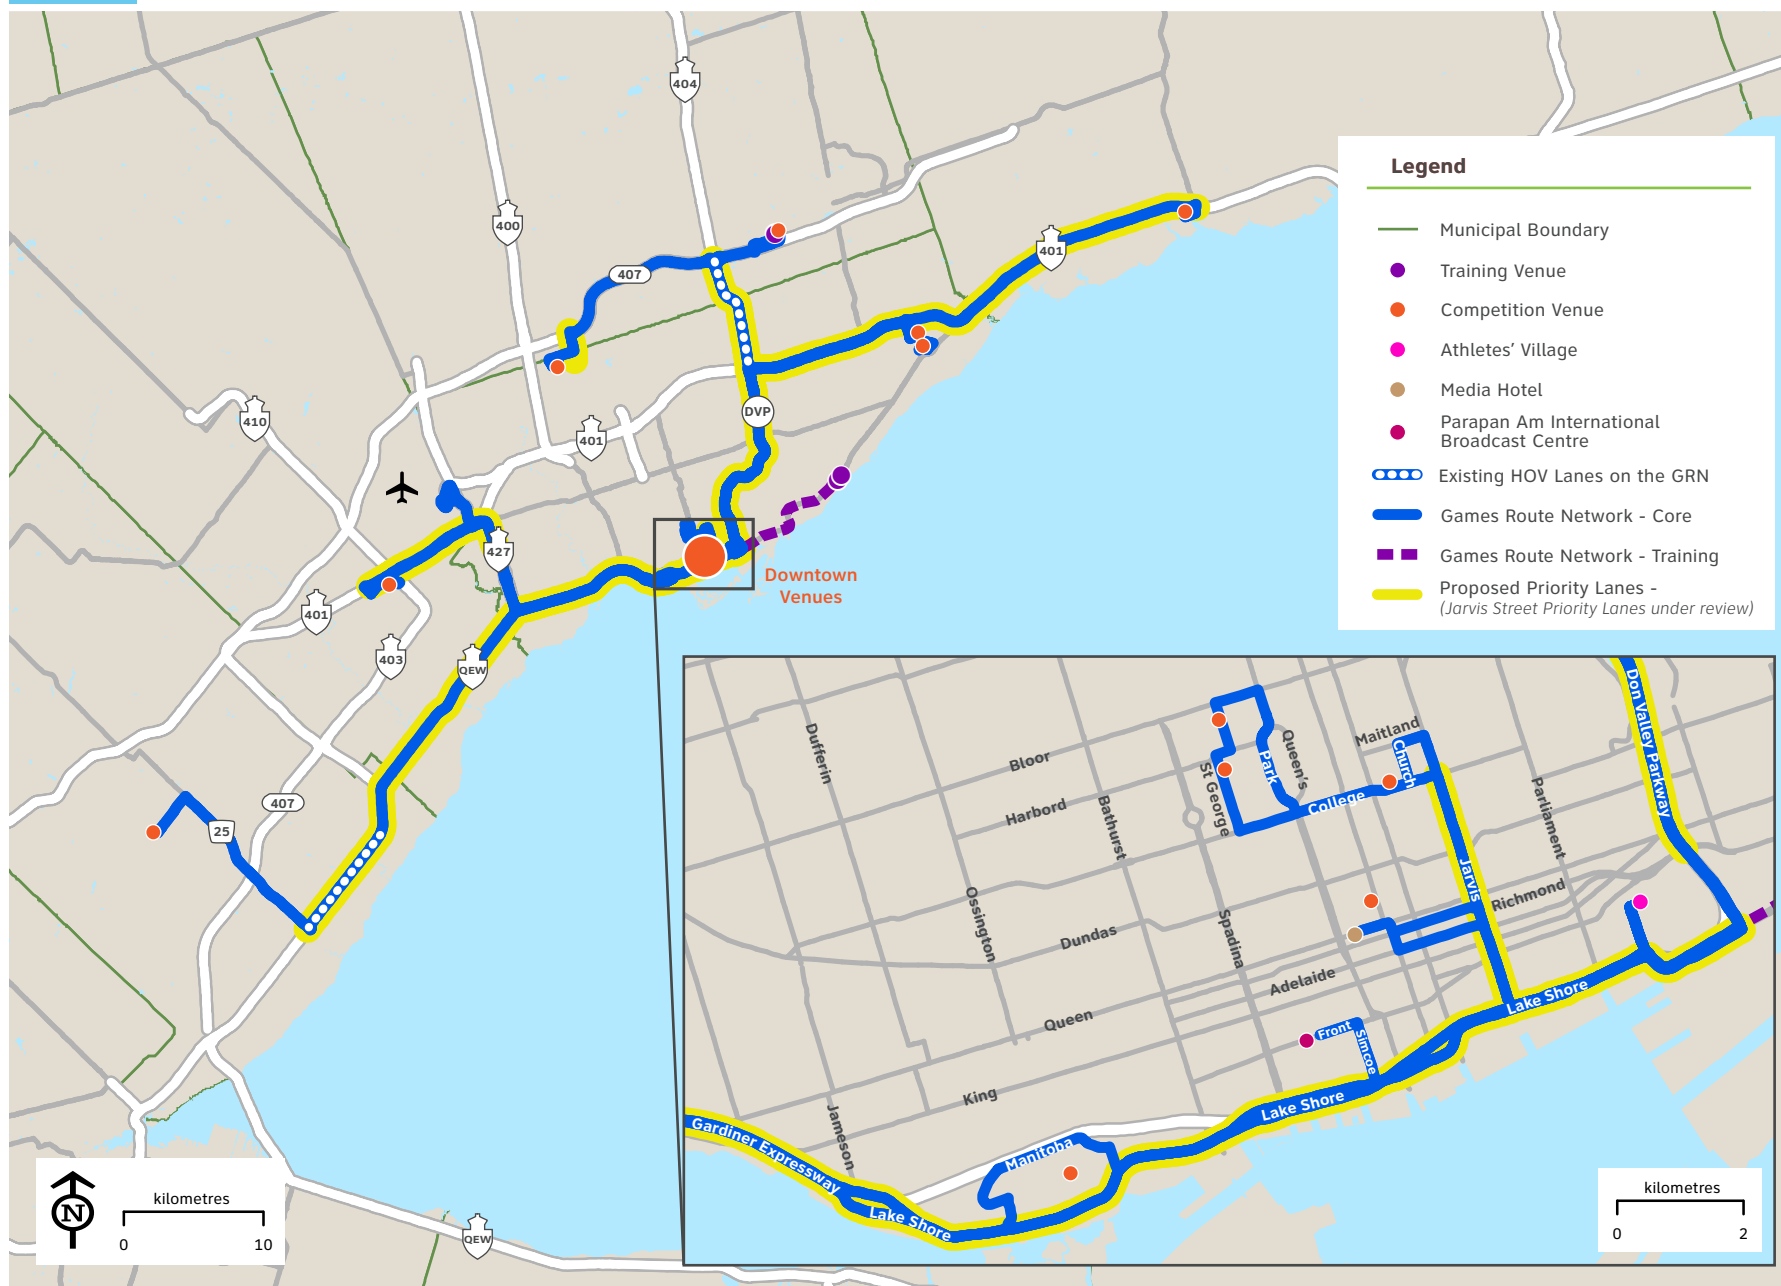 404
400
407
401
410
DVP
401
427
401
403
QEW
Downtown
Venues
25
407
QEW
Legend
Municipal Boundary
Training Venue
Competition Venue
Athletes’ Village
Media Hotel
Parapan Am International
Broadcast Centre
Existing HOV Lanes on the GRN
Games Route Network - Core
Games Route Network - Training
Proposed Priority Lanes -
(Jarvis Street Priority Lanes under review)
Don Valley Parkway
Dufferin
Bloor
Harbord
Bathurst
St George
Park
Queen's
Maitland
Church
College
Parliament
Jarvis
Richmond
Ossington
Dundas
Spadina
Adelaide
Queen
Lake Shore
Front
Simcoe
King
Lake Shore
Jameson
Gardiner Expressway
Manitoba
Lake Shore
N
kilometres
0 10
kilometres
0 2